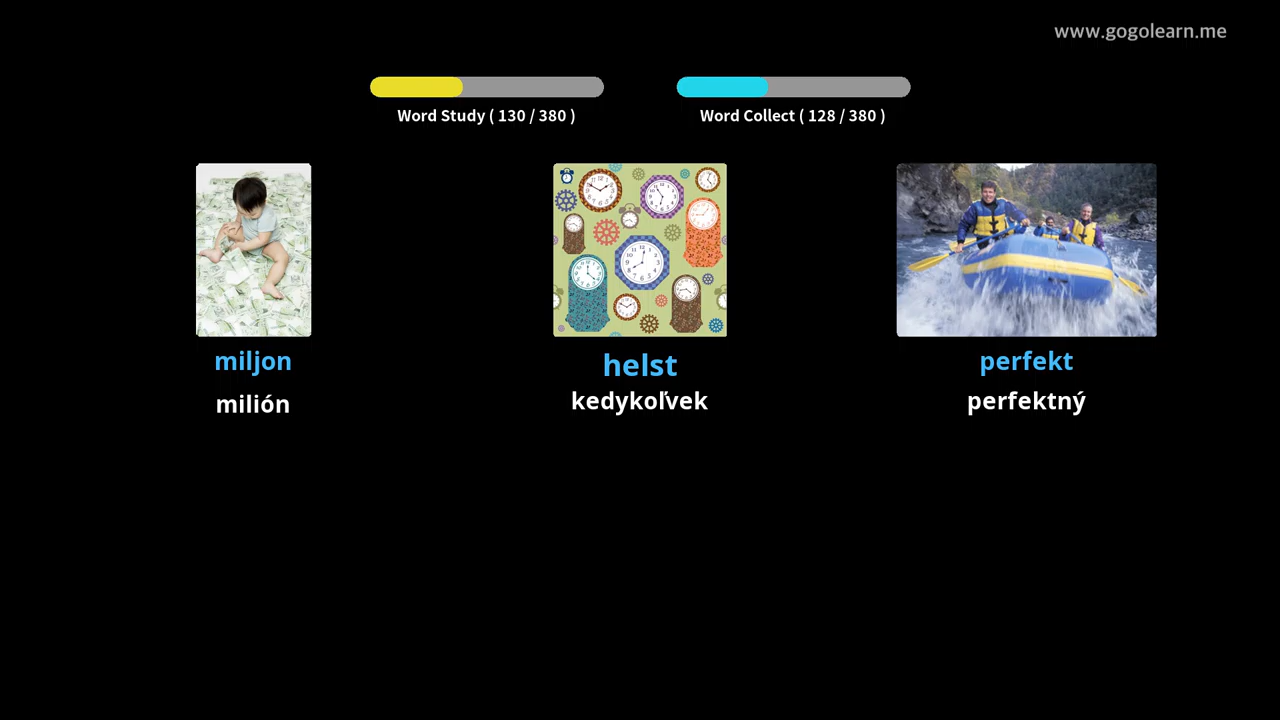 www.gogolearn.me
Word Study ( 130 / 380 )
Word Collect ( 128 / 380 )
miljon
helst
perfekt
milión
kedykoľvek
perfektný